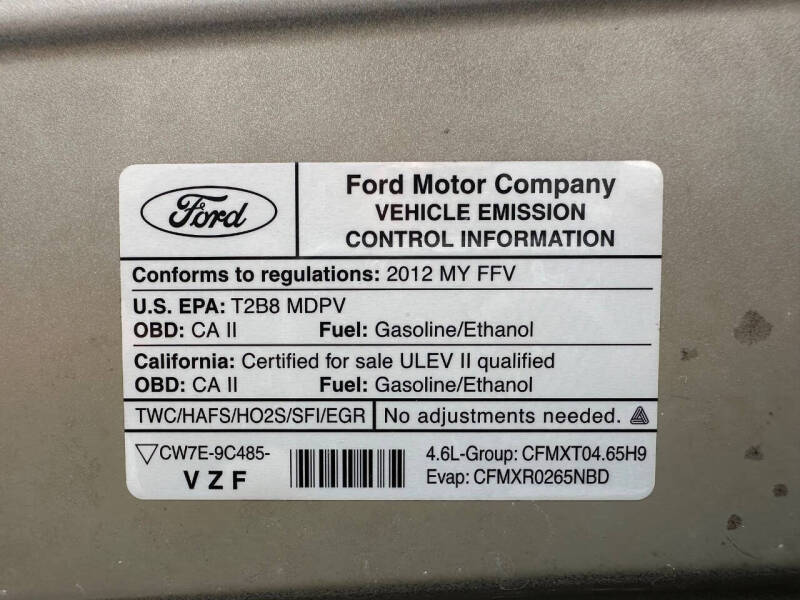 Ford
Ford Motor Company
VEHICLE EMISSION
CONTROL INFORMATION
Conforms to regulations: 2012 MY FFV
U.S. EPA: T2B8 MDPV
OBD: CA II Fuel: Gasoline/Ethanol
California: Certified for sale ULEV II qualified
OBD: CA II Fuel: Gasoline/Ethanol
TWC/HAFS/HO2S/SFI/EGR No adjustments needed.
CW7E-9C485- 4.6L-Group: CFMXT04.65H9
VZF Evap: CFMXR0265NBD